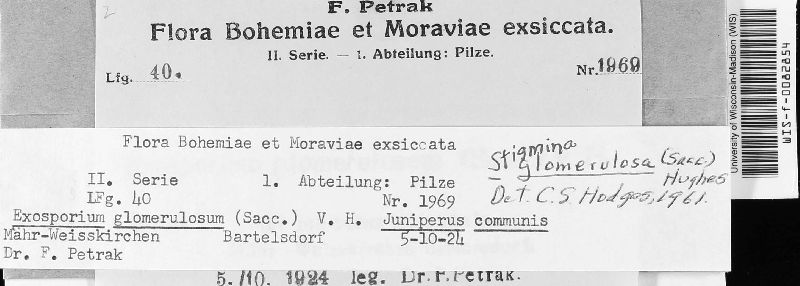 F. Petrak
Flora Bohemiae et Moraviae exsiccata.
II. Serie. — 1. Abteilung: Pilze.
Lfg. 40.
Nr. 1969
Flora Bohemiae et Moraviae exsiccata
II. Serie 1. Abteilung: Pilze
LFg. 40 Nr. 1969
Exosporium glomerulosum (Sacc.) V. H. Juniperus communis
Mahr-Weisskirchen Bartelsdorf 5-10-24
Dr. F. Petrak
Stigmina
glomerulosa (Sacc.)
Hughes
Det. C.S. Hodges, 1961.
5./10. 1924 leg. Dr. F. Petrak.
University of Wisconsin-Madison (WIS)
WIS-f-0082854